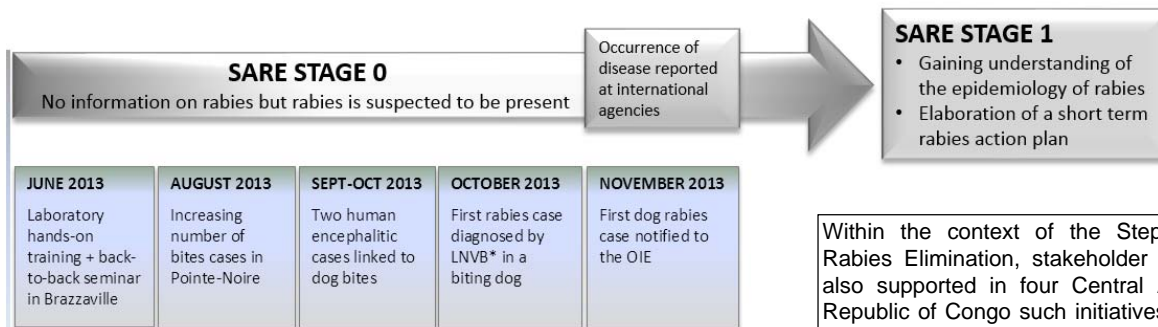 SARE STAGE 0
No information on rabies but rabies is suspected to be present
Occurrence of
disease reported
at international
agencies
SARE STAGE 1
• Gaining understanding of
the epidemiology of rabies
• Elaboration of a short term
rabies action plan
JUNE 2013
Laboratory
hands-on
training + back-
to-back seminar
in Brazzaville
AUGUST 2013
Increasing
number of
bites cases in
Pointe-Noire
SEPT-OCT 2013
Two human
encephalitic
cases linked to
dog bites
OCTOBER 2013
First rabies case
diagnosed by
LNVB* in a
biting dog
NOVEMBER 2013
First dog rabies
case notified to
the OIE
Within the context of the Step
Rabies Elimination, stakeholder
also supported in four Central
Republic of Congo such initiatives